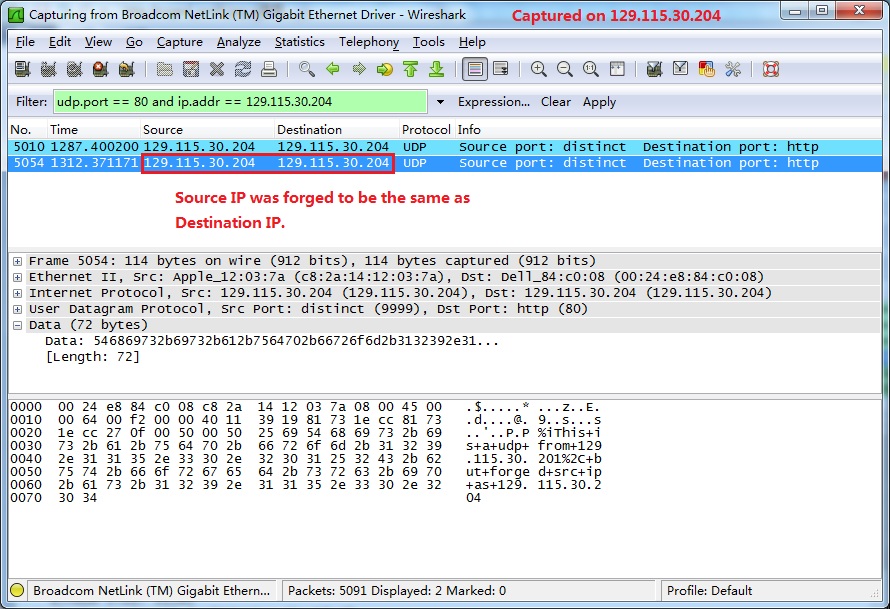 Capturing from Broadcom NetLink (TM) Gigabit Ethernet Driver - Wireshark
Captured on 129.115.30.204
File Edit View Go Capture Analyze Statistics Telephony Tools Help
Filter: udp.port == 80 and ip.addr == 129.115.30.204 Expression... Clear Apply
No. Time Source Destination Protocol Info
5010 1287.400200 129.115.30.204 129.115.30.204 UDP Source port: distinct Destination port: http
5054 1312.371171 129.115.30.204 129.115.30.204 UDP Source port: distinct Destination port: http
Source IP was forged to be the same as
Destination IP.
Frame 5054: 114 bytes on wire (912 bits), 114 bytes captured (912 bits)
Ethernet II, Src: Apple_12:03:7a (c8:2a:14:12:03:7a), Dst: Dell_84:c0:08 (00:24:e8:84:c0:08)
Internet Protocol, Src: 129.115.30.204 (129.115.30.204), Dst: 129.115.30.204 (129.115.30.204)
User Datagram Protocol, Src Port: distinct (9999), Dst Port: http (80)
Data (72 bytes)
Data: 546869732b69732b612b7564702b66726f6d2b3132392e31...
[Length: 72]
0000 00 24 e8 84 c0 08 c8 2a 14 12 03 7a 08 00 45 00 .$.....* ...z..E.
0010 00 64 00 f2 00 00 40 11 39 19 81 73 1e cc 81 73 .d....@. 9..s...s
0020 1e cc 27 0f 00 50 00 50 25 69 54 68 69 73 2b 69 ..'..P.P %iThis+i
0030 73 2b 61 2b 75 64 70 2b 66 72 6f 6d 2b 31 32 39 s+a+udp+ from+129
0040 2e 31 31 35 2e 33 30 2e 32 30 31 25 32 43 2b 62 .115.30. 201%2C+b
0050 75 74 2b 66 6f 72 67 65 64 2b 73 72 63 2b 69 70 ut+forge d+src+ip
0060 2b 61 73 2b 31 32 39 2e 31 31 35 2e 33 30 2e 32 +as+129. 115.30.2
0070 30 34 04
Broadcom NetLink (TM) Gigabit Ethern... Packets: 5091 Displayed: 2 Marked: 0 Profile: Default